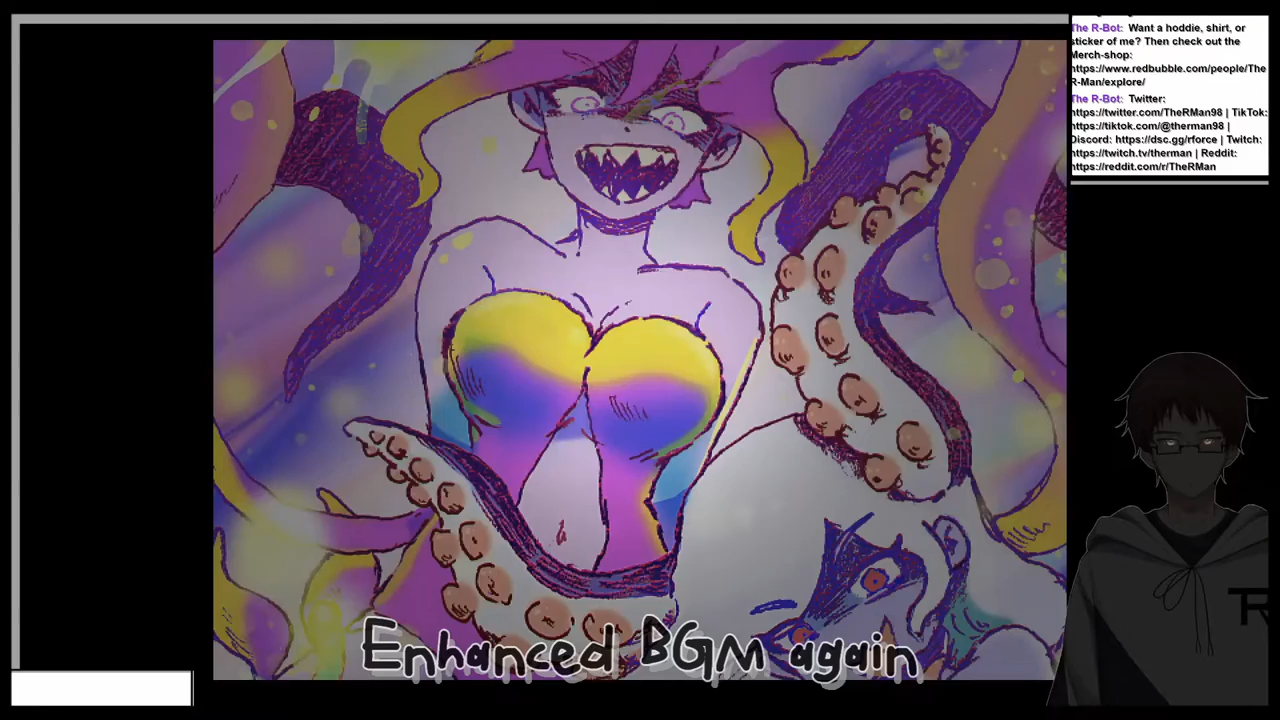 The R-Bot: Want a hoddie, shirt, or
sticker of me? Then check out the
Merch-shop:
https://www.redbubble.com/people/The
R-Man/explore/
The R-Bot: Twitter:
https://twitter.com/TheRMan98 | TikTok:
https://tiktok.com/@therman98 |
Discord: https://dsc.gg/rforce | Twitch:
https://twitch.tv/therman | Reddit:
https://reddit.com/r/TheRMan
TR
Enhanced BGM again